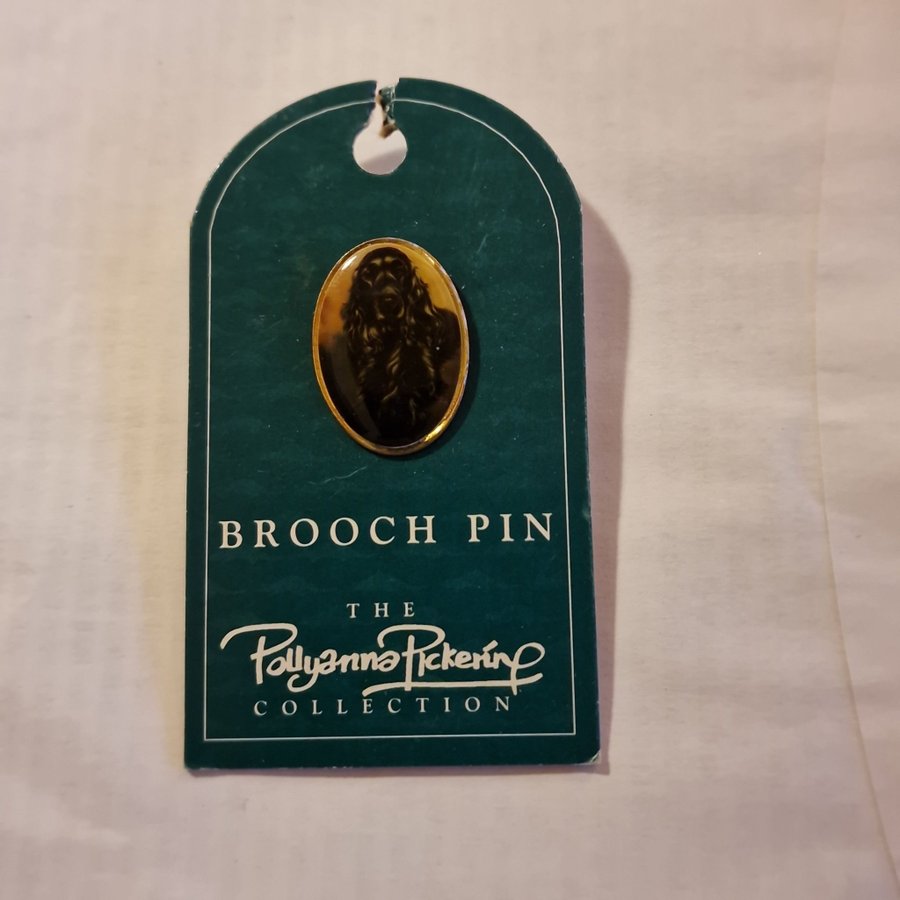 BROOCH PIN
THE
Pollyanna Pickering
COLLECTION